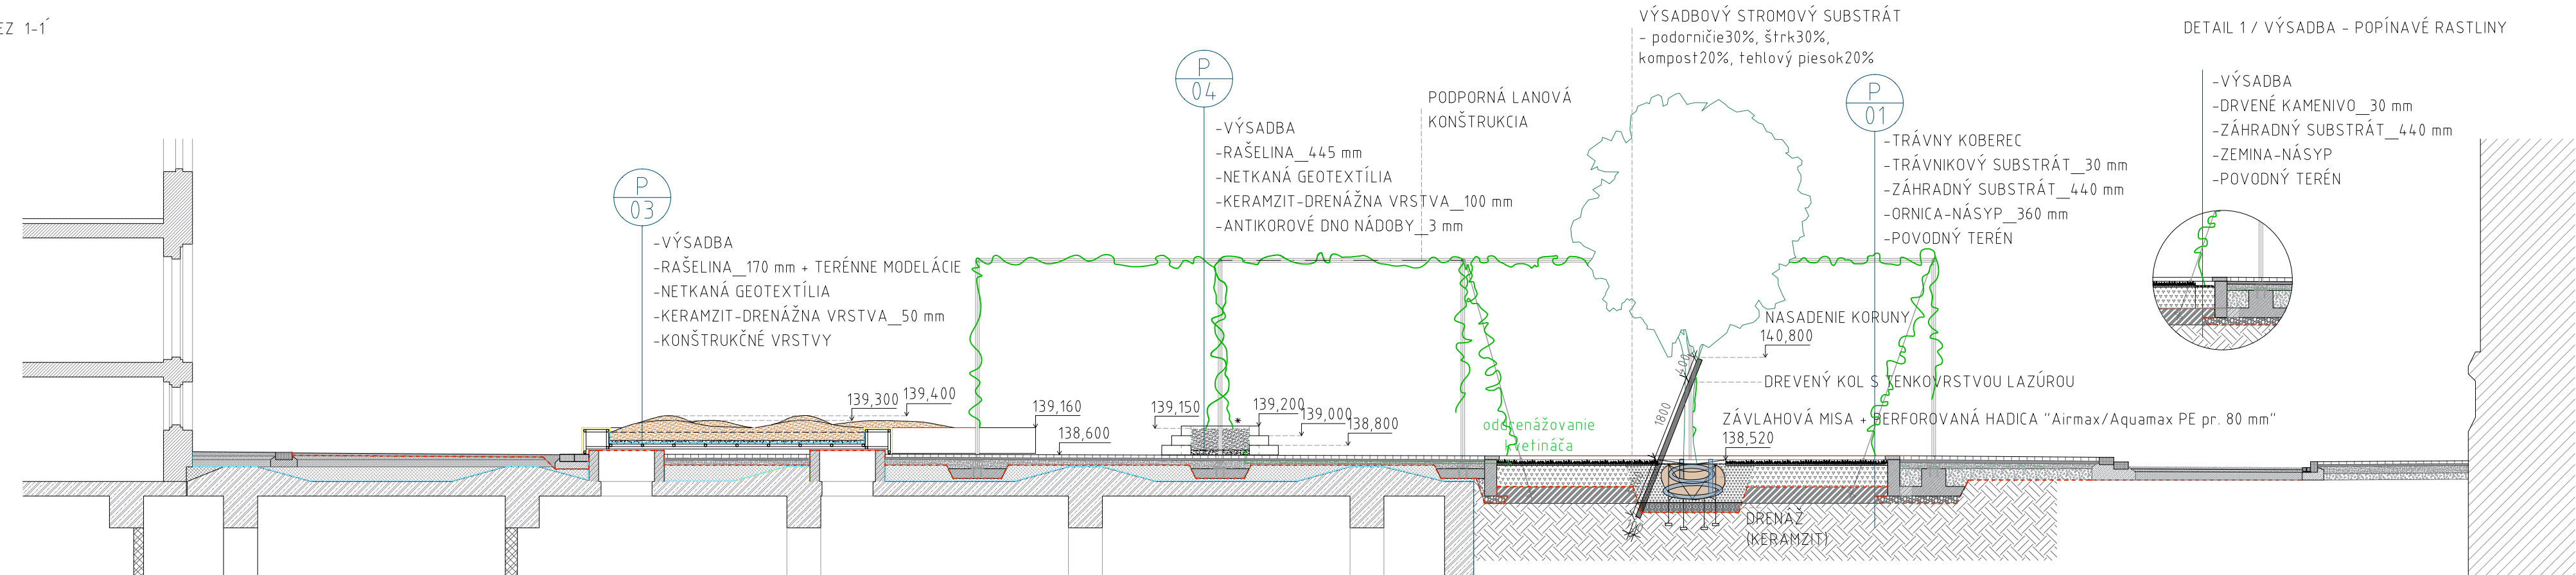 EZ 1-1´
P
03
-VÝSADBA
-RAŠELINA_170 mm + TERÉNNE MODELÁCIE
-NETKANÁ GEOTEXTÍLIA
-KERAMZIT-DRENÁŽNA VRSTVA_50 mm
-KONŠTRUKČNÉ VRSTVY
139,300
139,400
139,160
138,600
P
04
-VÝSADBA
-RAŠELINA_445 mm
-NETKANÁ GEOTEXTÍLIA
-KERAMZIT-DRENÁŽNA VRSTVA_100 mm
-ANTIKOROVÉ DNO NÁDOBY_3 mm
139,150
*
139,200
139,000
138,800
PODPORNÁ LANOVÁ
KONŠTRUKCIA
VÝSADBOVÝ STROMOVÝ SUBSTRÁT
- podorničie30%, štrk30%,
kompost20%, tehlový piesok20%
P
01
-TRÁVNY KOBEREC
-TRÁVNIKOVÝ SUBSTRÁT_30 mm
-ZÁHRADNÝ SUBSTRÁT_440 mm
-ORNICA-NÁSYP_360 mm
-POVODNÝ TERÉN
NASADENIE KORUNY
140,800
400
1800
DREVENÝ KOL S TENKOVRSTVOU LAZÚROU
ZÁVLAHOVÁ MISA + PERFOROVANÁ HADICA "Airmax/Aquamax PE pr. 80 mm"
138,520
oddrenážovanie
kvetináča
DRENÁŽ
(KERAMZIT)
DETAIL 1 / VÝSADBA - POPÍNAVÉ RASTLINY
-VÝSADBA
-DRVENÉ KAMENIVO_30 mm
-ZÁHRADNÝ SUBSTRÁT_440 mm
-ZEMINA-NÁSYP
-POVODNÝ TERÉN